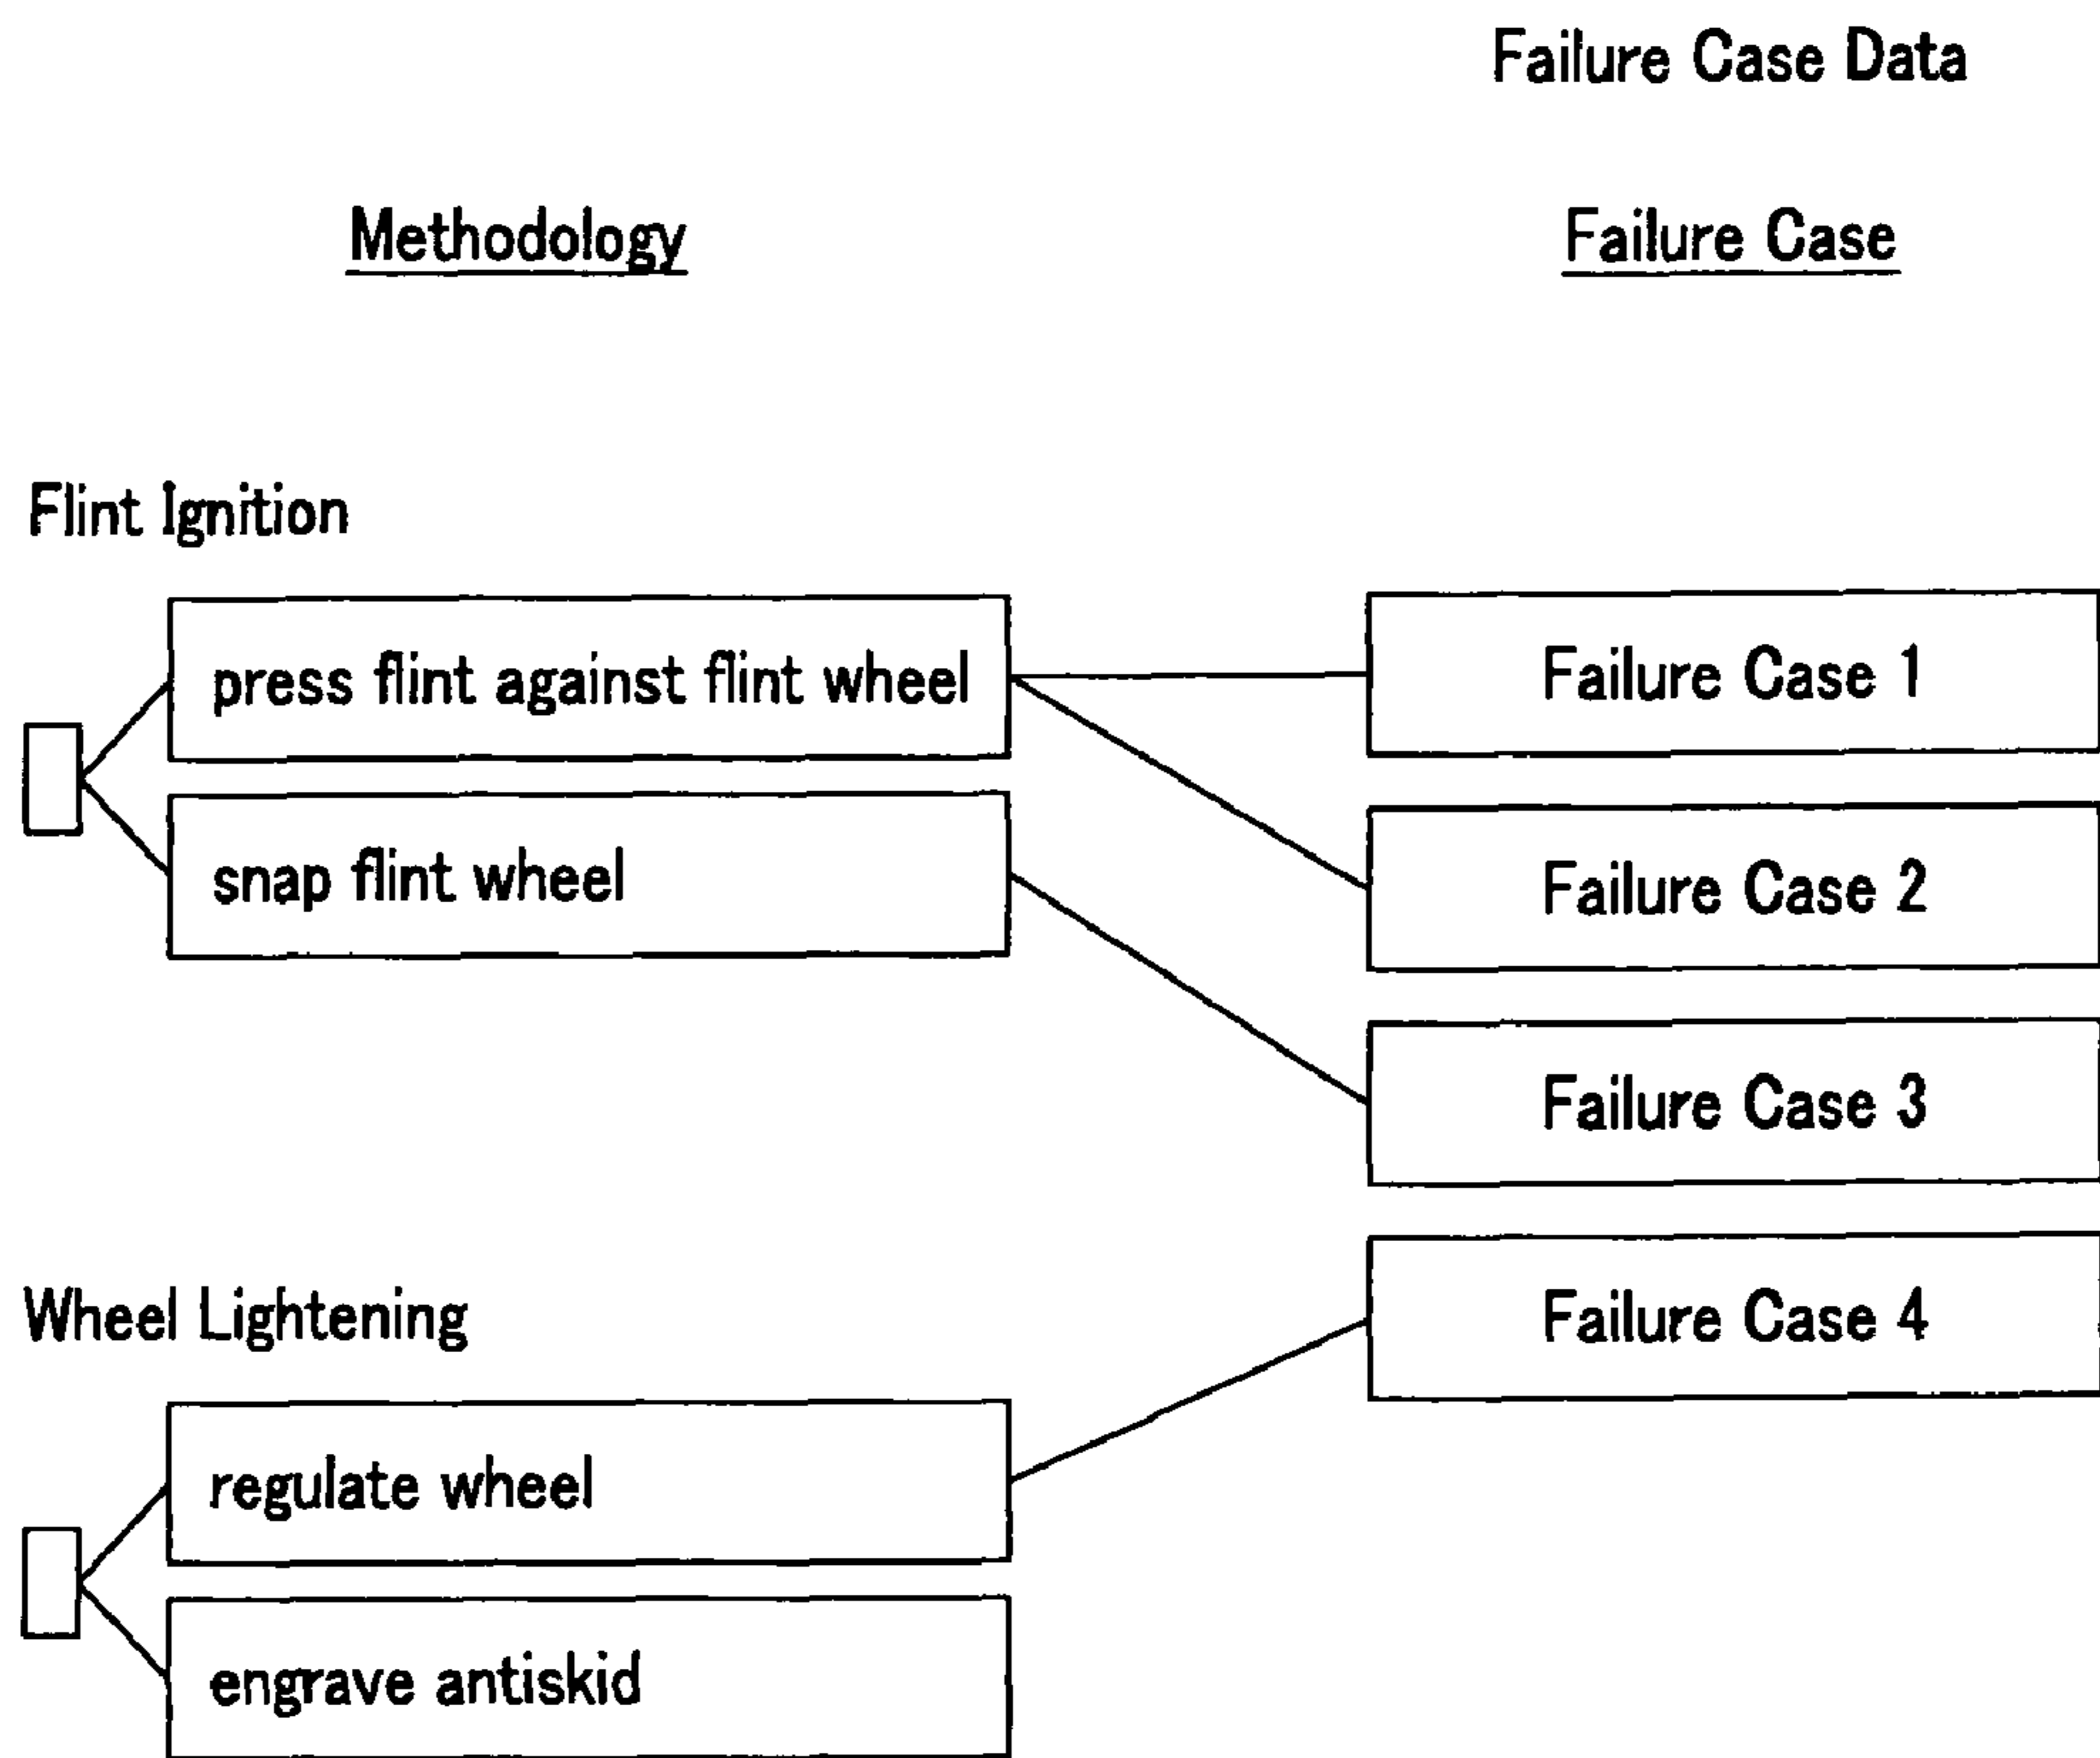 Failure Case Data
Methodology
Failure Case
Flint Ignition
press flint against flint wheel
Failure Case 1
snap flint wheel
Failure Case 2
Failure Case 3
Failure Case 4
Wheel Lightening
regulate wheel
engrave antiskid